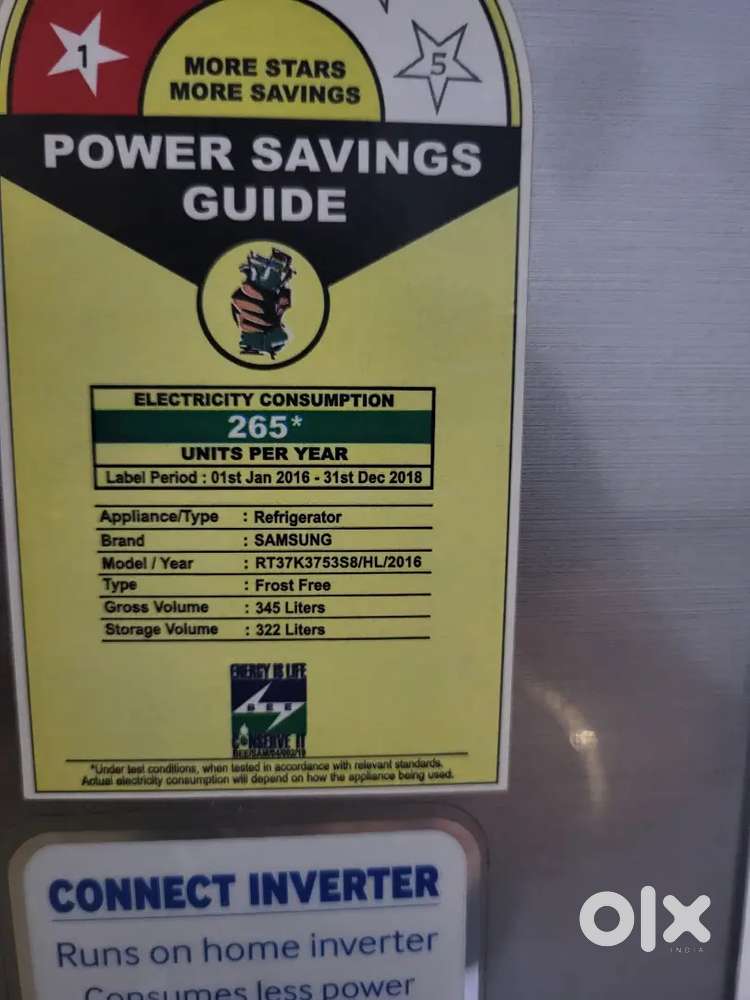 1
5
MORE STARS
MORE SAVINGS
POWER SAVINGS
GUIDE
ELECTRICITY CONSUMPTION
265*
UNITS PER YEAR
Label Period : 01st Jan 2016 - 31st Dec 2018
Appliance/Type : Refrigerator
Brand : SAMSUNG
Model / Year : RT37K3753S8/HL/2016
Type : Frost Free
Gross Volume : 345 Liters
Storage Volume : 322 Liters
ENERGY IS LIFE
BEE
CONSERVE IT
*Under test conditions, when tested in accordance with relevant standards.
Actual electricity consumption will depend on how the appliance being used.
CONNECT INVERTER
Runs on home inverter
Consumes less power
olx
INDIA